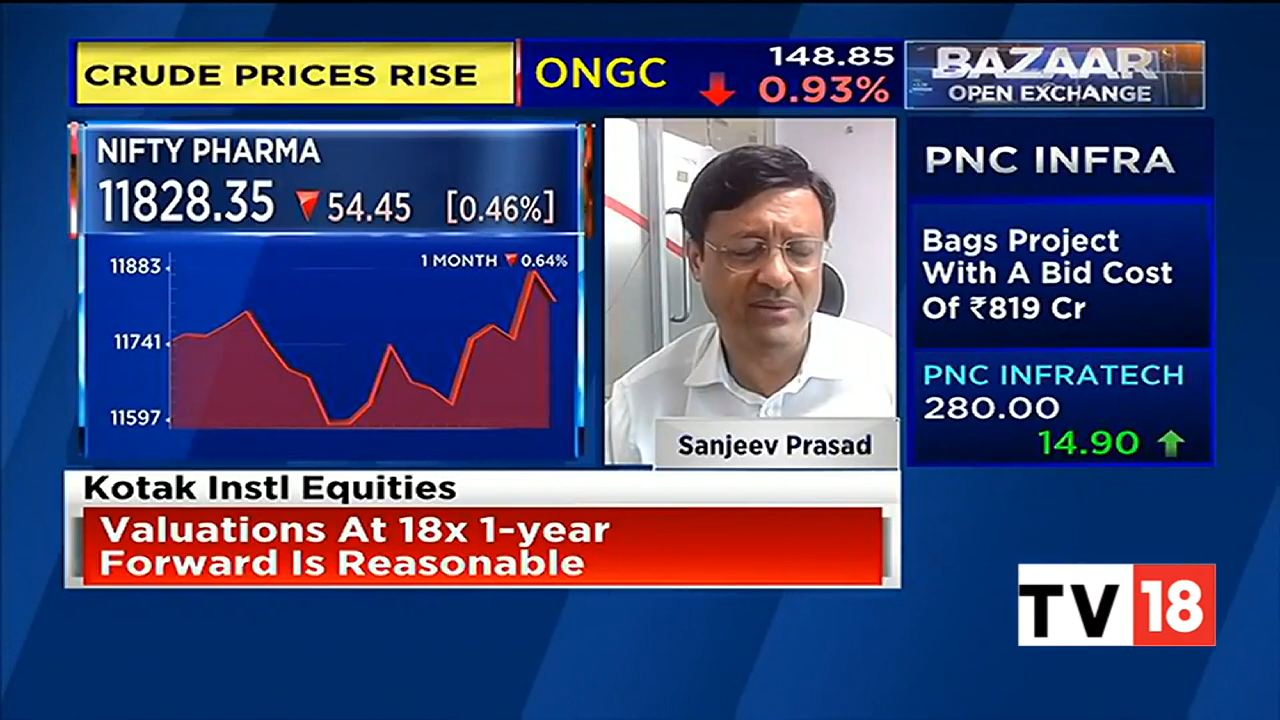 CRUDE PRICES RISE
ONGC
148.85
0.93%
BAZAAR
OPEN EXCHANGE
NIFTY PHARMA
11828.35 54.45 [0.46%]
1 MONTH 0.64%
11883
11741
11597
Sanjeev Prasad
PNC INFRA
Bags Project
With A Bid Cost
Of ₹819 Cr
PNC INFRATECH
280.00
14.90
Kotak Instl Equities
Valuations At 18x 1-year
Forward Is Reasonable
TV18